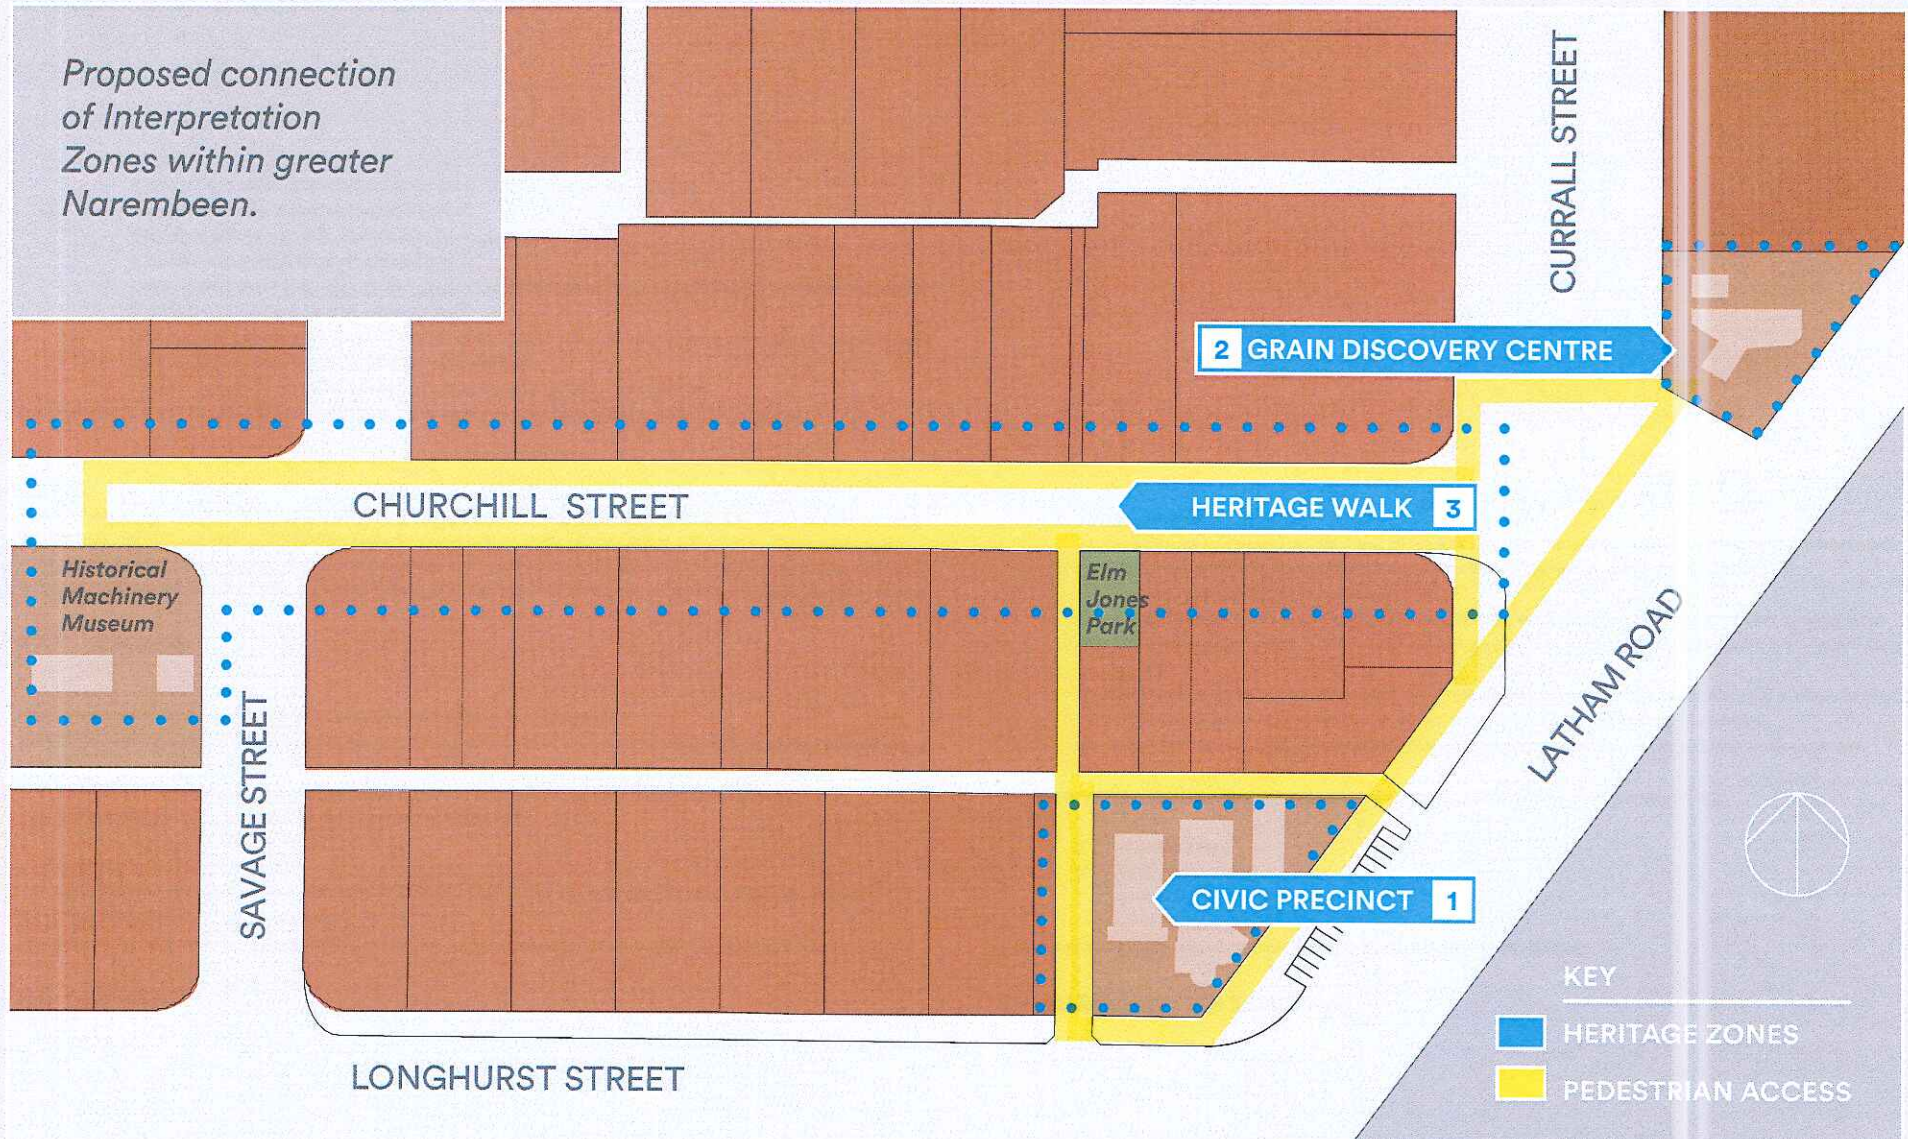 Proposed connection
of Interpretation
Zones within greater
Narembeen.
CURRALL STREET
2 GRAIN DISCOVERY CENTRE
CHURCHILL STREET
HERITAGE WALK 3
Historical
Machinery
Museum
Elm
Jones
Park
LATHAM ROAD
SAVAGE STREET
CIVIC PRECINCT 1
KEY
HERITAGE ZONES
PEDESTRIAN ACCESS
LONGHURST STREET